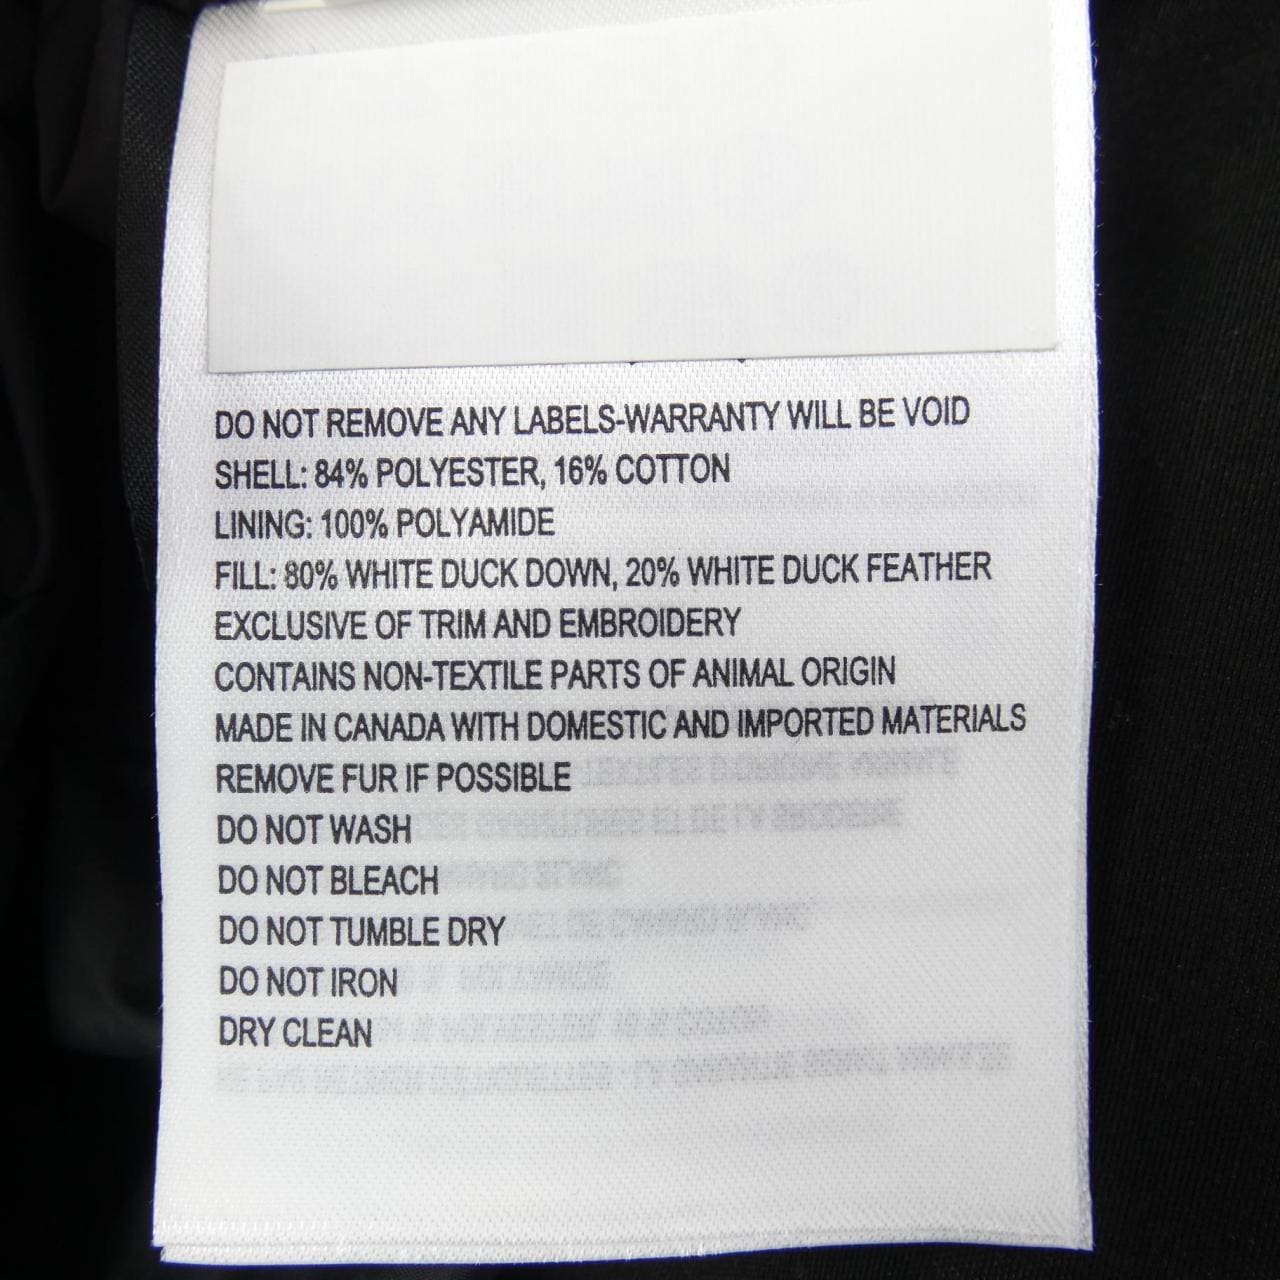 DO NOT REMOVE ANY LABELS-WARRANTY WILL BE VOID
SHELL: 84% POLYESTER, 16% COTTON
LINING: 100% POLYAMIDE
FILL: 80% WHITE DUCK DOWN, 20% WHITE DUCK FEATHER
EXCLUSIVE OF TRIM AND EMBROIDERY
CONTAINS NON-TEXTILE PARTS OF ANIMAL ORIGIN
MADE IN CANADA WITH DOMESTIC AND IMPORTED MATERIALS
REMOVE FUR IF POSSIBLE
DO NOT WASH
DO NOT BLEACH
DO NOT TUMBLE DRY
DO NOT IRON
DRY CLEAN